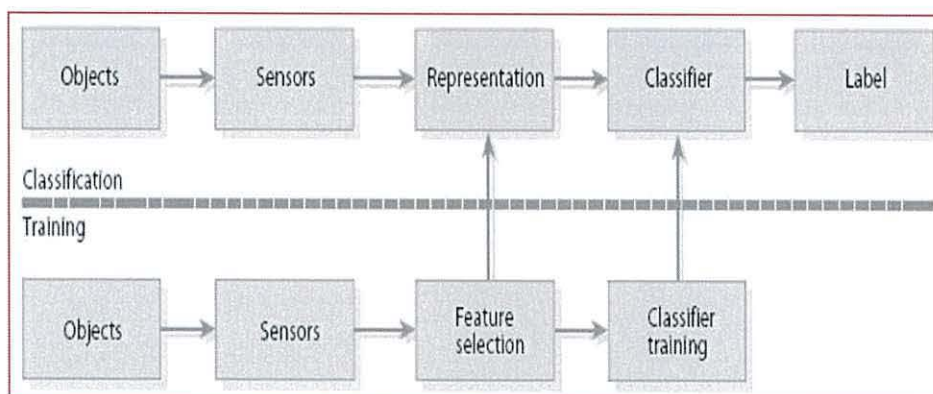 Objects
Sensors
Representation
Classifier
Label
Classification
Training
Objects
Sensors
Feature
selection
Classifier
training